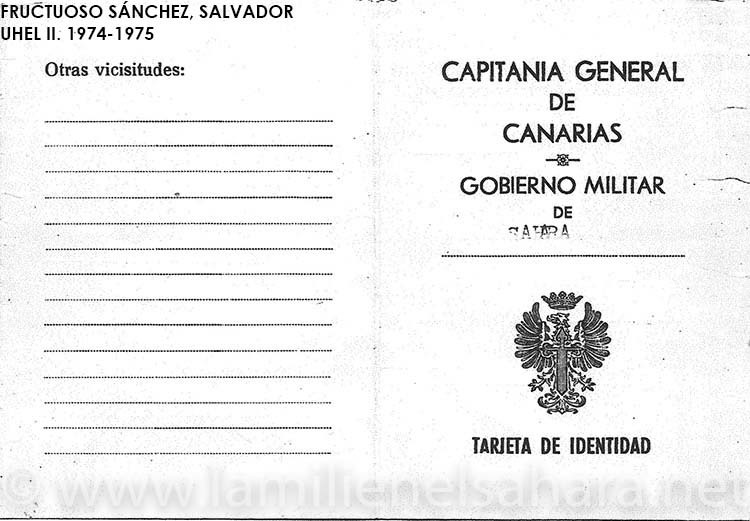 FRUCTUOSO SÁNCHEZ, SALVADOR
UHEL II. 1974-1975
Otras vicisitudes:
CAPITANIA GENERAL
DE
CANARIAS
GOBIERNO MILITAR
DE
SAHARA
TARJETA DE IDENTIDAD
© www.lamilienelsahara.net